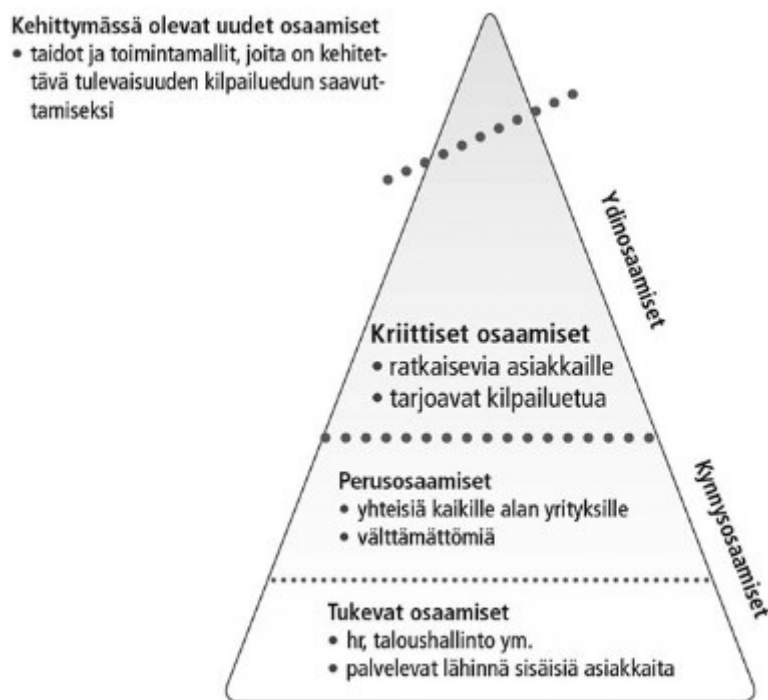 Kehittymässä olevat uudet osaamiset
• taidot ja toimintamallit, joita on kehitet-
tävä tulevaisuuden kilpailuedun saavut-
tamiseksi
Ydinosaamiset
Kriittiset osaamiset
• ratkaisevia asiakkaille
• tarjoavat kilpailuetua
Kynnysosaamiset
Perusosaamiset
• yhteisiä kaikille alan yrityksille
• välttämättömiä
Tukevat osaamiset
• hr, taloushallinto ym.
• palvelevat lähinnä sisäisiä asiakkaita